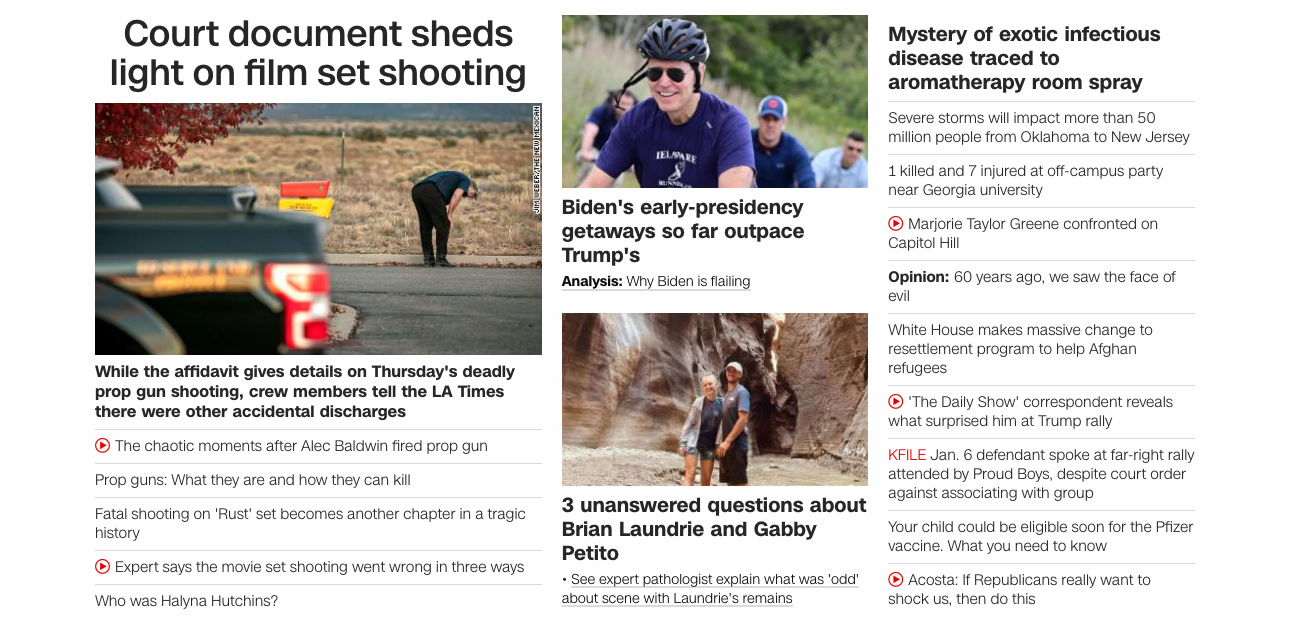 Court document sheds
light on film set shooting
JIM WEBER/THE NEW MEXICAN
While the affidavit gives details on Thursday's deadly
prop gun shooting, crew members tell the LA Times
there were other accidental discharges
The chaotic moments after Alec Baldwin fired prop gun
Prop guns: What they are and how they can kill
Fatal shooting on 'Rust' set becomes another chapter in a tragic
history
Expert says the movie set shooting went wrong in three ways
Who was Halyna Hutchins?
Biden's early-presidency
getaways so far outpace
Trump's
Analysis: Why Biden is flailing
3 unanswered questions about
Brian Laundrie and Gabby
Petito
• See expert pathologist explain what was 'odd'
about scene with Laundrie's remains
Mystery of exotic infectious
disease traced to
aromatherapy room spray
Severe storms will impact more than 50
million people from Oklahoma to New Jersey
1 killed and 7 injured at off-campus party
near Georgia university
Marjorie Taylor Greene confronted on
Capitol Hill
Opinion: 60 years ago, we saw the face of
evil
White House makes massive change to
resettlement program to help Afghan
refugees
'The Daily Show' correspondent reveals
what surprised him at Trump rally
KFILE Jan. 6 defendant spoke at far-right rally
attended by Proud Boys, despite court order
against associating with group
Your child could be eligible soon for the Pfizer
vaccine. What you need to know
Acosta: If Republicans really want to
shock us, then do this